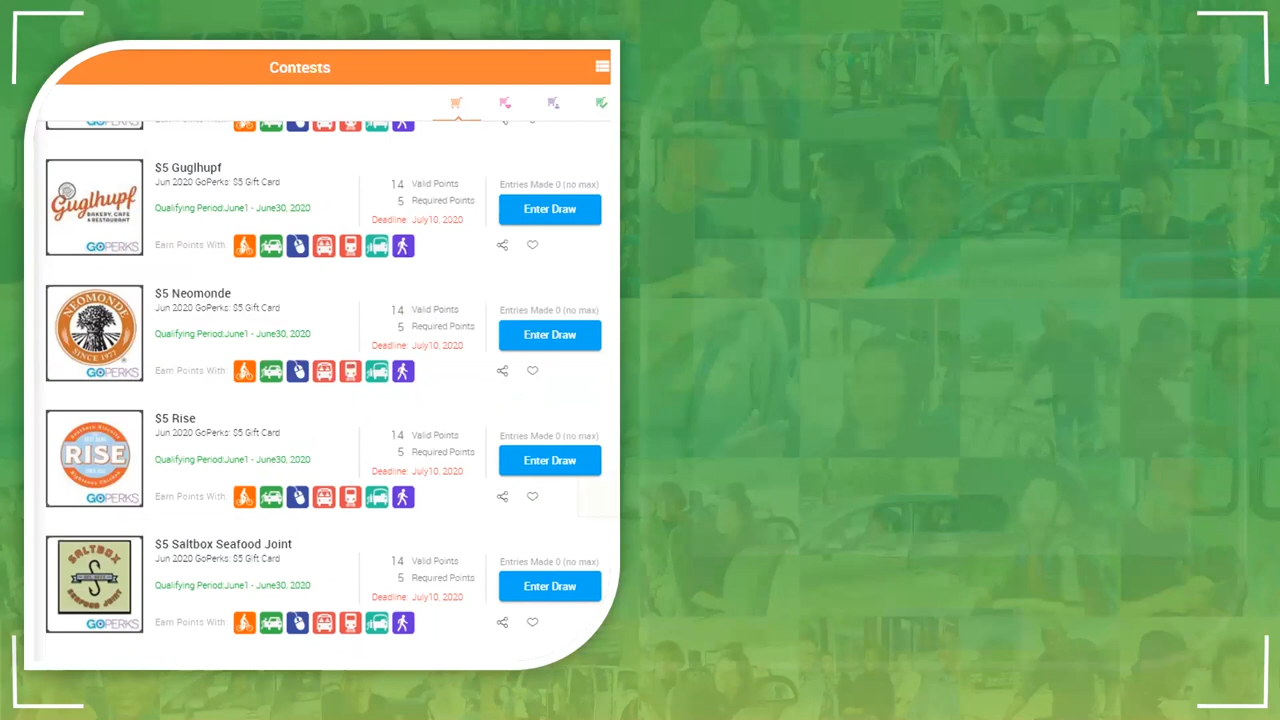 Contests
GOPERKS
$5 Guglhupf
Jun 2020 GoPerks: $5 Gift Card
Qualifying Period:June1 - June30, 2020
14 Valid Points
5 Required Points
Deadline: July10, 2020
Entries Made 0 (no max)
Enter Draw
Earn Points With:
Guglhupf
BAKERY, CAFE
& RESTAURANT
GOPERKS
$5 Neomonde
Jun 2020 GoPerks: $5 Gift Card
Qualifying Period:June1 - June30, 2020
14 Valid Points
5 Required Points
Deadline: July10, 2020
Entries Made 0 (no max)
Enter Draw
Earn Points With:
NEOMONDE
SINCE 1977
GOPERKS
$5 Rise
Jun 2020 GoPerks: $5 Gift Card
Qualifying Period:June1 - June30, 2020
14 Valid Points
5 Required Points
Deadline: July10, 2020
Entries Made 0 (no max)
Enter Draw
Earn Points With:
Southern Biscuits
RISE
Righteous Chicken
GOPERKS
$5 Saltbox Seafood Joint
Jun 2020 GoPerks: $5 Gift Card
Qualifying Period:June1 - June30, 2020
14 Valid Points
5 Required Points
Deadline: July10, 2020
Entries Made 0 (no max)
Enter Draw
Earn Points With:
SALTBOX
SEAFOOD JOINT
GOPERKS